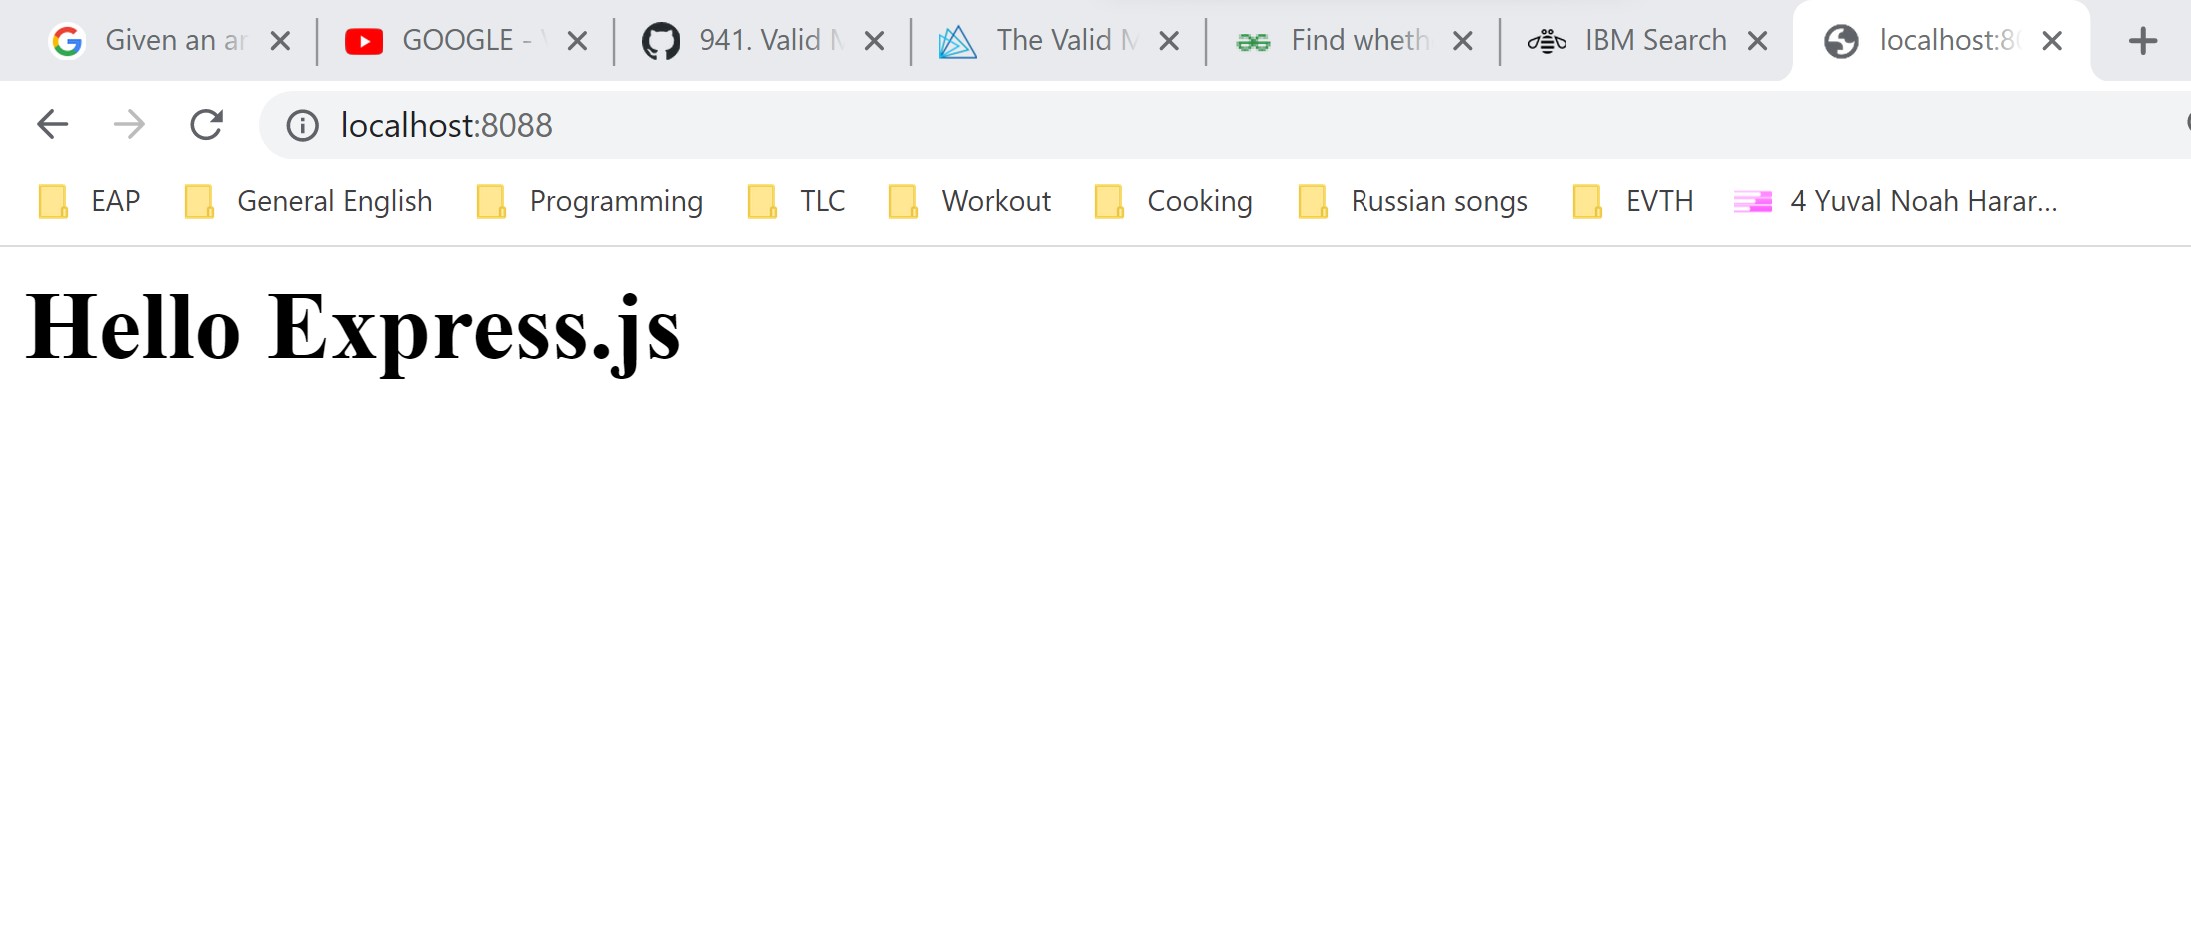 Given an ar
GOOGLE -
941. Valid M
The Valid M
Find wheth
IBM Search
localhost:80
localhost:8088
EAP
General English
Programming
TLC
Workout
Cooking
Russian songs
EVTH
4 Yuval Noah Harar...
Hello Express.js